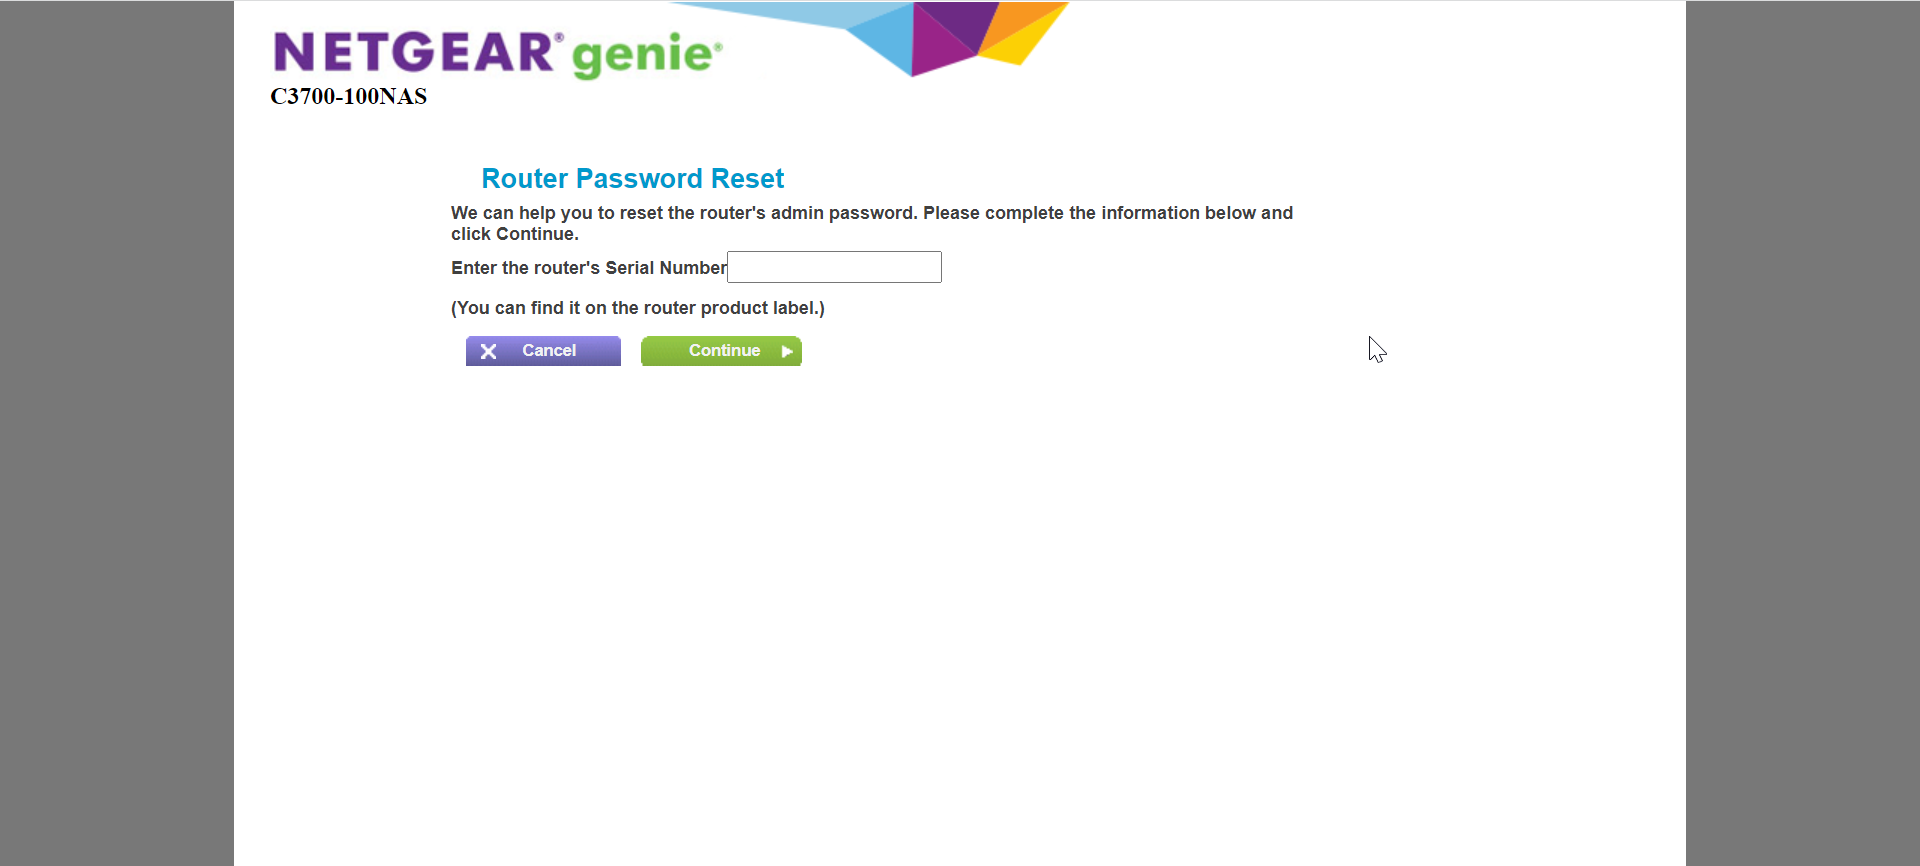 NETGEAR® genie®
C3700-100NAS
Router Password Reset
We can help you to reset the router's admin password. Please complete the information below and
click Continue.
Enter the router's Serial Number
(You can find it on the router product label.)
Cancel Continue